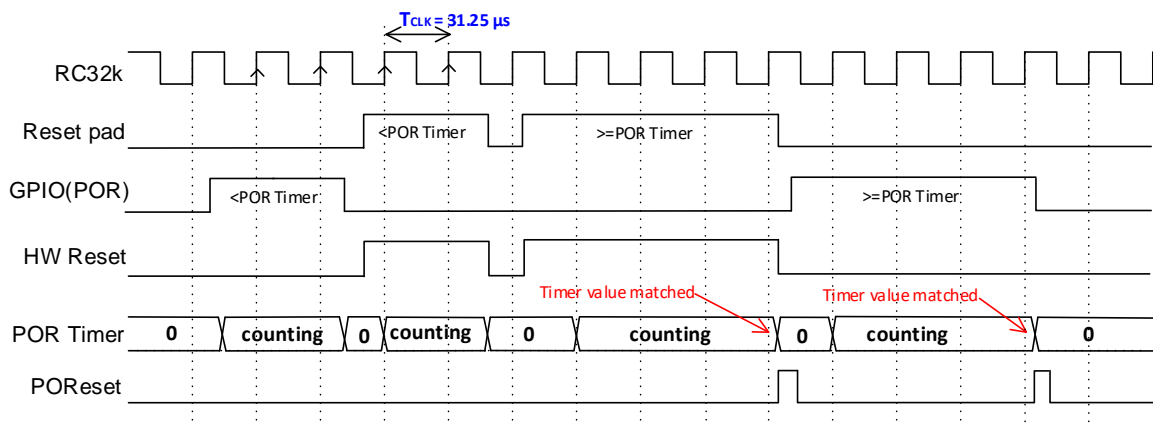 TCLK = 31.25 µs
RC32k
Reset pad
<POR Timer
>=POR Timer
GPIO(POR)
<POR Timer
>=POR Timer
HW Reset
Timer value matched
Timer value matched
POR Timer
0
counting
0
counting
0
counting
0
counting
0
POReset